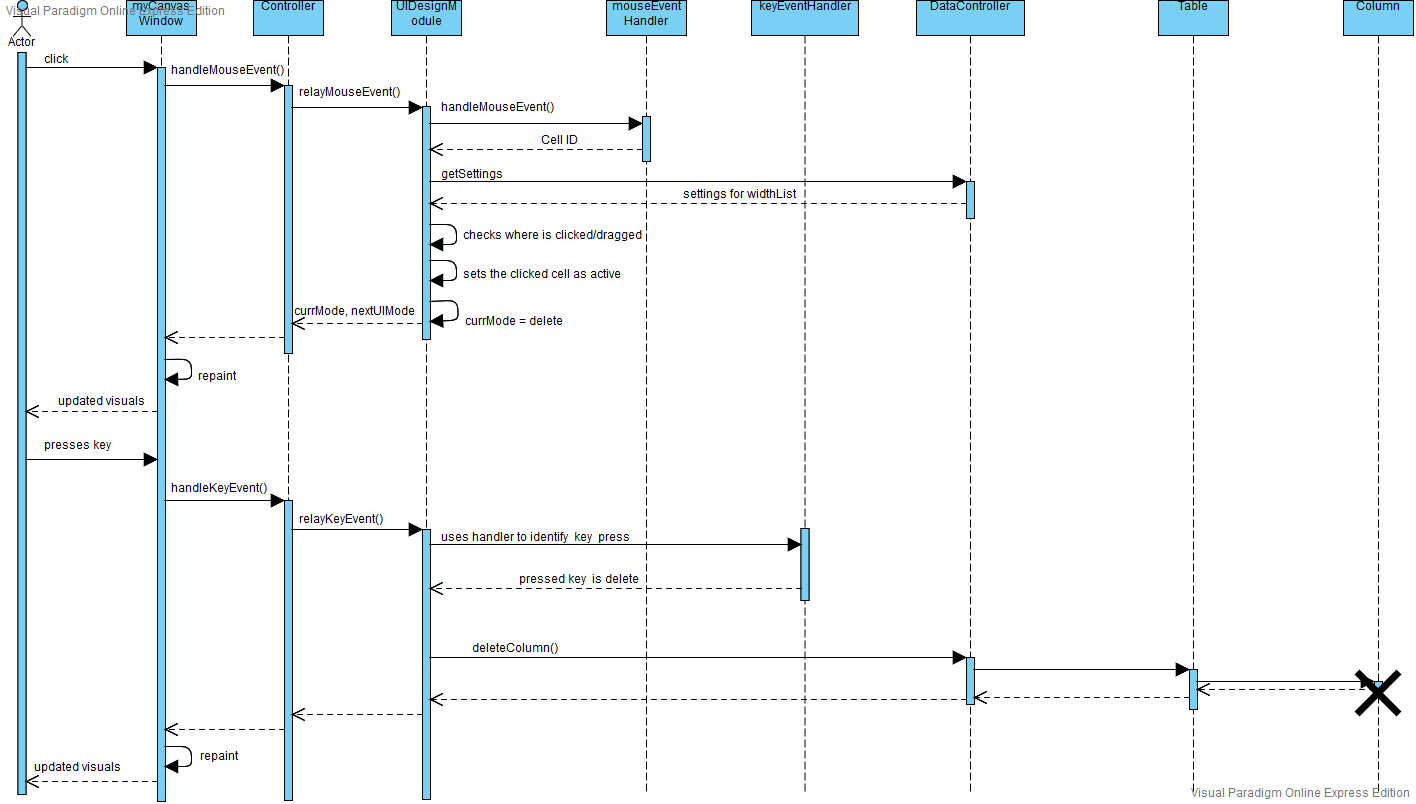 Visual Paradigm Online Express Edition
myCanvas
Window
Controller
UIDesignM
odule
mouseEvent
Handler
keyEventHandler
DataController
Table
Column
Actor
click
handleMouseEvent()
relayMouseEvent()
handleMouseEvent()
Cell ID
getSettings
settings for widthList
checks where is clicked/dragged
sets the clicked cell as active
currMode, nextUIMode
currMode = delete
repaint
updated visuals
presses key
handleKeyEvent()
relayKeyEvent()
uses handler to identify key press
pressed key is delete
deleteColumn()
repaint
updated visuals
Visual Paradigm Online Express Edition